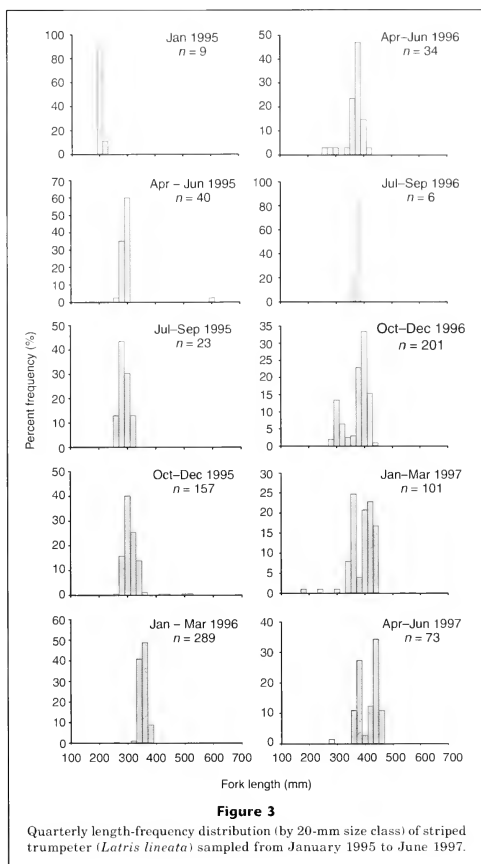 Jan 1995
n = 9
100
80
60
40
20
0
Apr–Jun 1996
n = 34
50
40
30
20
10
0
Apr – Jun 1995
n = 40
70
60
50
40
30
20
10
0
Jul–Sep 1996
n = 6
100
80
60
40
20
0
Jul–Sep 1995
n = 23
50
40
30
20
10
0
Oct–Dec 1996
n = 201
35
30
25
20
15
10
5
0
Oct–Dec 1995
n = 157
50
40
30
20
10
0
Jan–Mar 1997
n = 101
30
25
20
15
10
5
0
Jan – Mar 1996
n = 289
60
50
40
30
20
10
0
Apr–Jun 1997
n = 73
40
30
20
10
0
Percent frequency (%)
100 200 300 400 500 600 700
100 200 300 400 500 600 700
Fork length (mm)
Figure 3
Quarterly length-frequency distribution (by 20-mm size class) of striped
trumpeter (Latris lineata) sampled from January 1995 to June 1997.